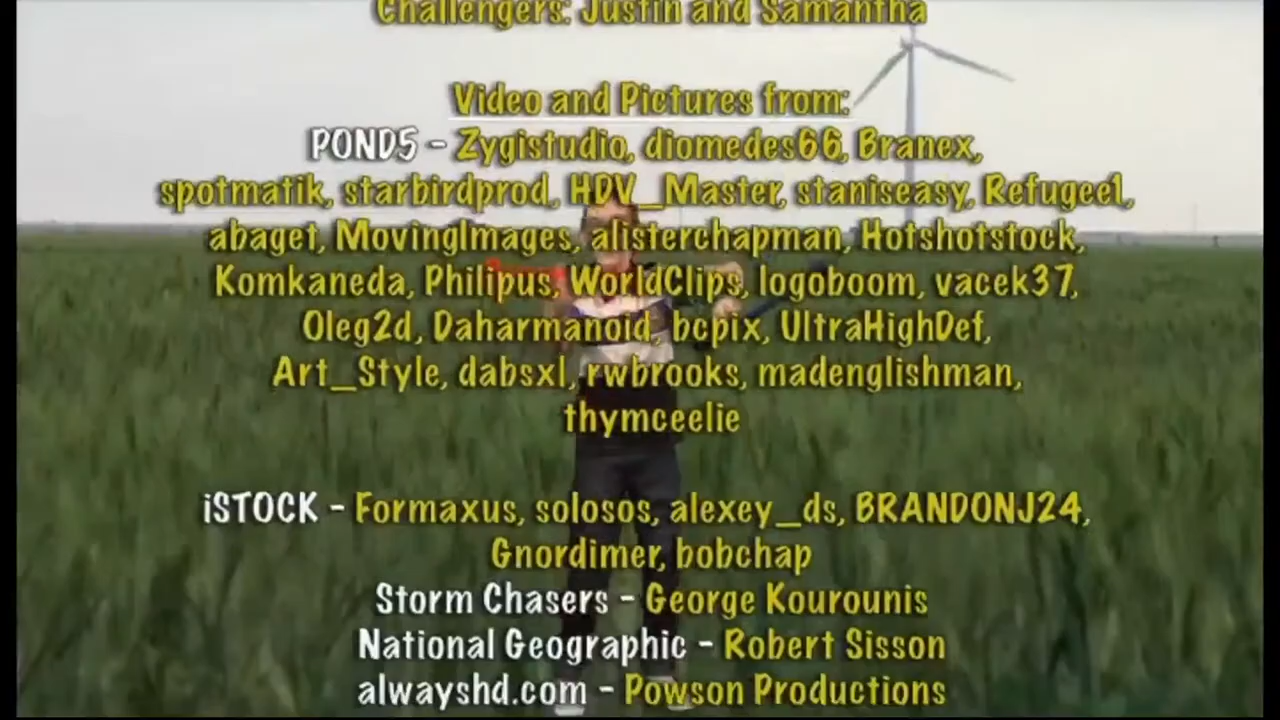 Challengers: Justin and Samantha
Video and Pictures from:
POND5 - Zygistudio, diomedes66, Branex,
spotmatik, starbirdprod, HDV_Master, staniseasy, Refugee1,
abaget, MovingImages, alisterchapman, Hotshotstock,
Komkaneda, Philipus, WorldClips, logoboom, vacek37,
Oleg2d, Daharmanoid, bcpix, UltraHighDef,
Art_Style, dabsxl, rwbrooks, madenglishman,
thymceelie
iSTOCK - Formaxus, solosos, alexey_ds, BRANDONJ24,
Gnordimer, bobchap
Storm Chasers - George Kourounis
National Geographic - Robert Sisson
alwayshd.com - Powson Productions